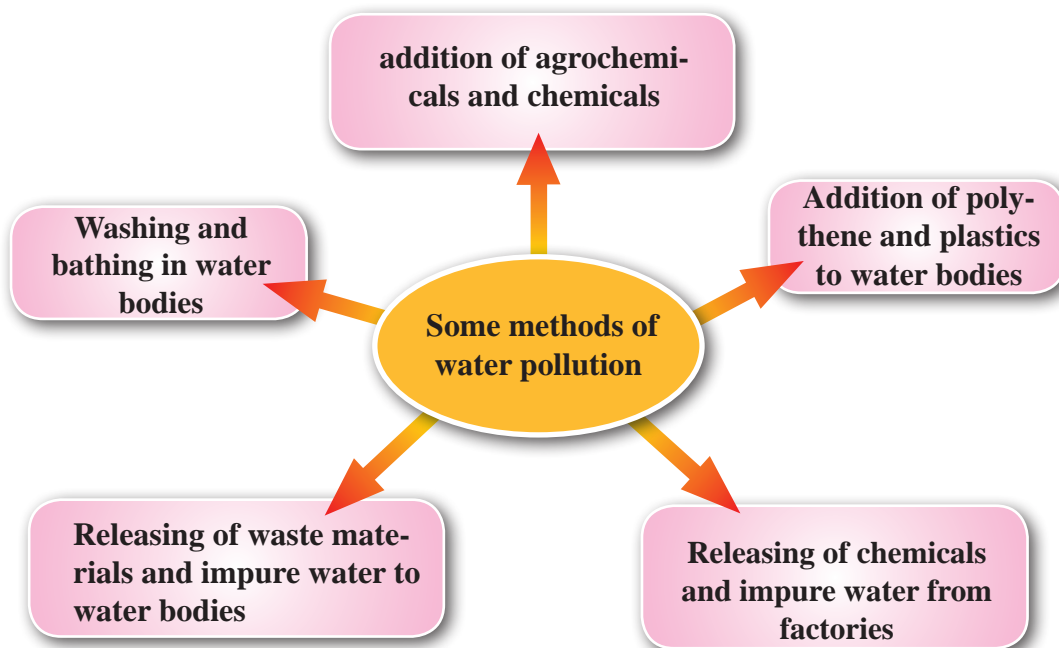 addition of agrochemi-
cals and chemicals
Washing and
bathing in water
bodies
Addition of poly-
thene and plastics
to water bodies
Some methods of
water pollution
Releasing of waste mate-
rials and impure water to
water bodies
Releasing of chemicals
and impure water from
factories